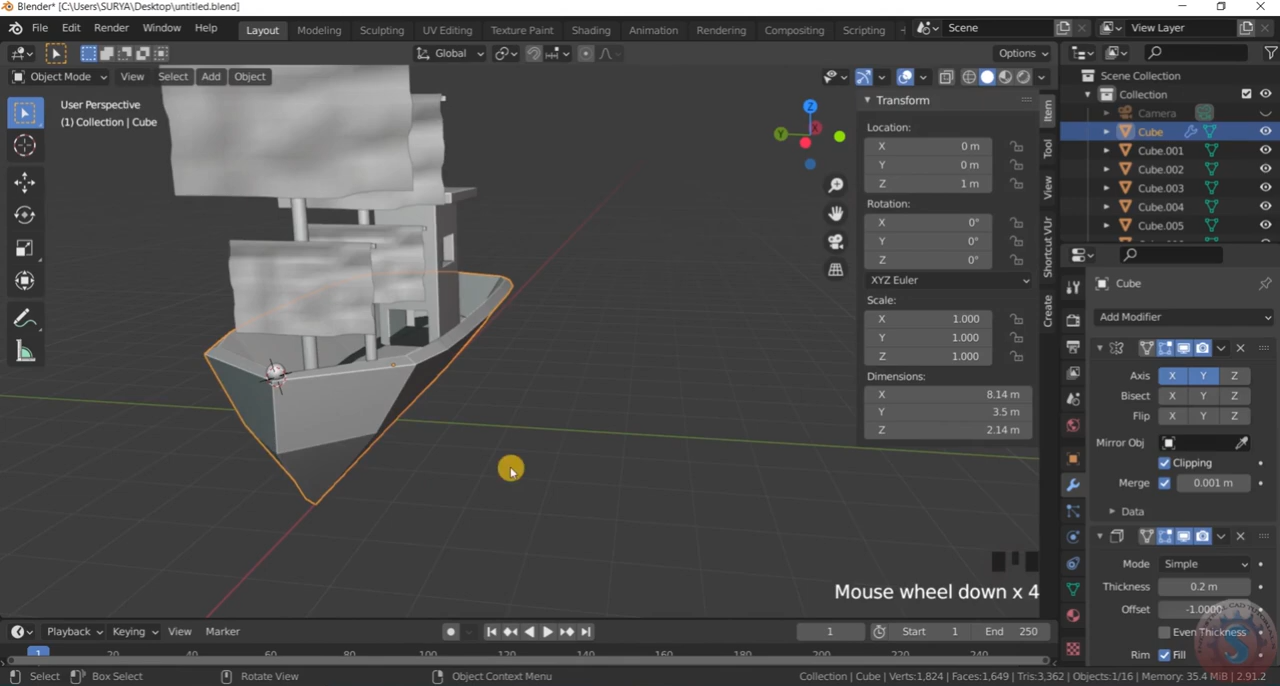 Blender* [C:\Users\SURYA\Desktop\untitled.blend]
File Edit Render Window Help Layout Modeling Sculpting UV Editing Texture Paint Shading Animation Rendering Compositing Scripting Scene View Layer
Global Options
Object Mode View Select Add Object
User Perspective
(1) Collection | Cube
Z
Y
X
Transform
Location:
X 0 m
Y 0 m
Z 1 m
Rotation:
X 0°
Y 0°
Z 0°
XYZ Euler
Scale:
X 1.000
Y 1.000
Z 1.000
Dimensions:
X 8.14 m
Y 3.5 m
Z 2.14 m
Item
Tool
View
Shortcut VUr
Create
Scene Collection
Collection
Camera
Cube
Cube.001
Cube.002
Cube.003
Cube.004
Cube.005
Cube
Add Modifier
Axis X Y Z
Bisect X Y Z
Flip X Y Z
Mirror Obj
Clipping
Merge 0.001 m
Data
Mode Simple
Thickness 0.2 m
Offset -1.0000
Even Thickness
Rim Fill
Mouse wheel down x 4
Playback Keying View Marker 1 Start 1 End 250
1 20 40 60 80 100 120 140 160 180 200 220 240
Select Box Select Rotate View Object Context Menu Collection | Cube | Verts:1,824 | Faces:1,649 | Tris:3,362 | Objects:1/16 | Memory: 35.4 MiB | 2.91.2